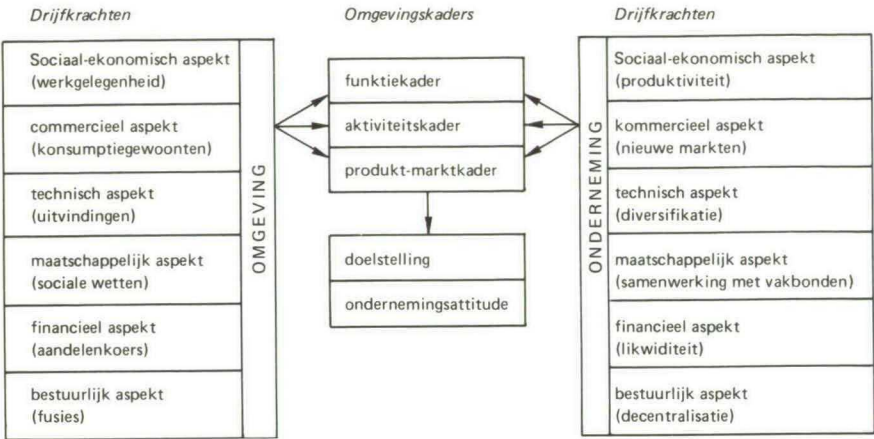 Drijfkrachten
Omgevingskaders
Drijfkrachten
Sociaal-ekonomisch aspekt
(werkgelegenheid)
commercieel aspekt
(konsumptiegewoonten)
technisch aspekt
(uitvindingen)
maatschappelijk aspekt
(sociale wetten)
financieel aspekt
(aandelenkoers)
bestuurlijk aspekt
(fusies)
OMGEVING
funktiekader
aktiviteitskader
produkt-marktkader
doelstelling
ondernemingsattitude
ONDERNEMING
Sociaal-ekonomisch aspekt
(produktiviteit)
kommercieel aspekt
(nieuwe markten)
technisch aspekt
(diversifikatie)
maatschappelijk aspekt
(samenwerking met vakbonden)
financieel aspekt
(likwiditeit)
bestuurlijk aspekt
(decentralisatie)